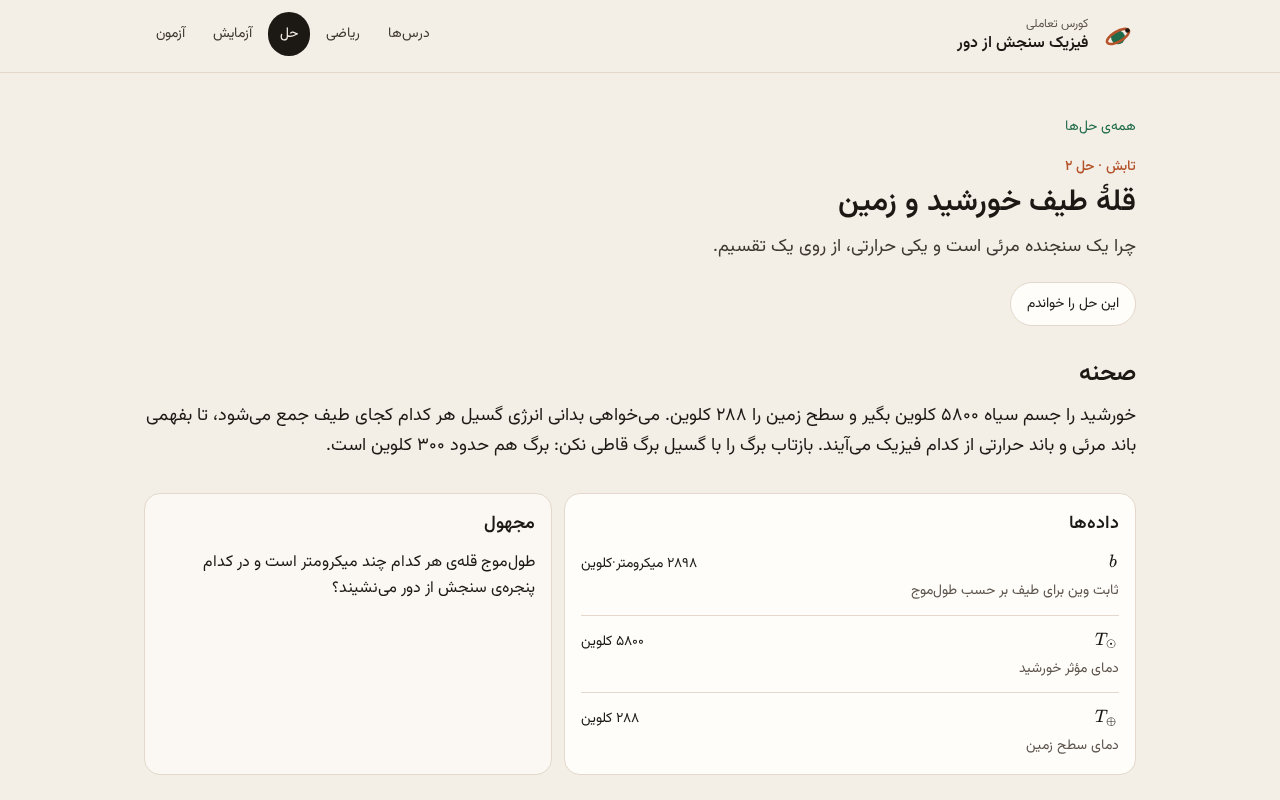 کورس تعاملی
فیزیک سنجش از دور
درس‌ها
ریاضی
حل
آزمایش
آزمون
همه‌ی حل‌ها
تابش · حل ۲
قلهٔ طیف خورشید و زمین
چرا یک سنجنده مرئی است و یکی حرارتی، از روی یک تقسیم.
این حل را خواندم
صحنه
خورشید را جسم سیاه ۵۸۰۰ کلوین بگیر و سطح زمین را ۲۸۸ کلوین. می‌خواهی بدانی انرژی گسیل هر کدام کجای طیف جمع می‌شود، تا بفهمی
باند مرئی و باند حرارتی از کدام فیزیک می‌آیند. بازتاب برگ را با گسیل برگ قاطی نکن: برگ هم حدود ۳۰۰ کلوین است.
داده‌ها
b
۲۸۹۸ میکرومتر·کلوین
ثابت وین برای طیف بر حسب طول‌موج
T☉
۵۸۰۰ کلوین
دمای مؤثر خورشید
T⊕
۲۸۸ کلوین
دمای سطح زمین
مجهول
طول‌موج قله‌ی هر کدام چند میکرومتر است و در کدام
پنجره‌ی سنجش از دور می‌نشیند؟